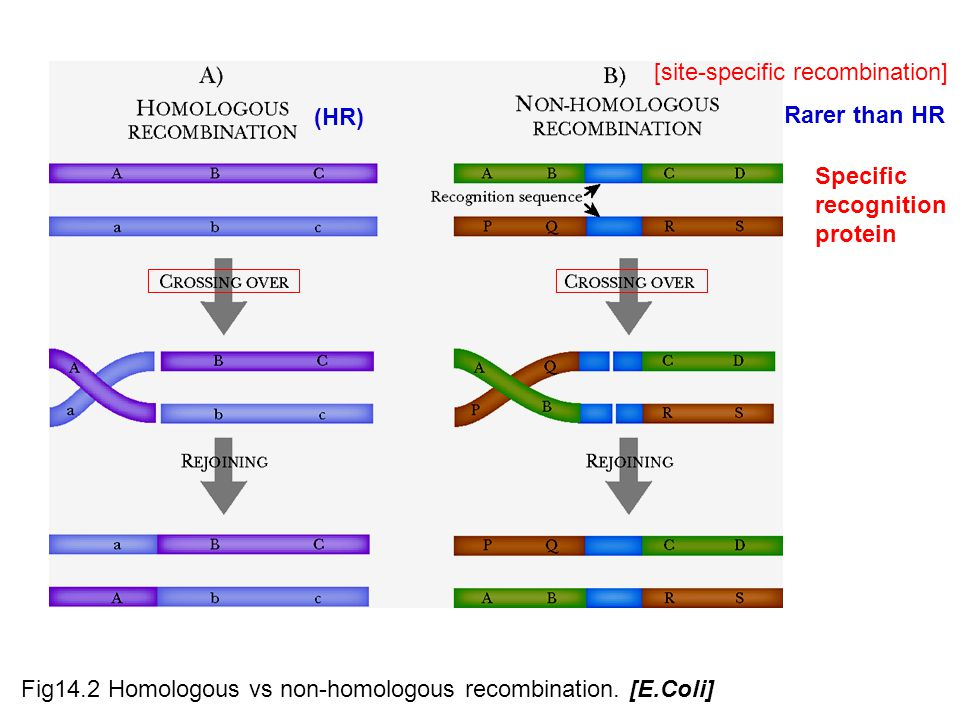 A)
HOMOLOGOUS
RECOMBINATION
(HR)
A B C
a b c
CROSSING OVER
A B C
a b c
REJOINING
a B C
A b c
B)
[site-specific recombination]
NON-HOMOLOGOUS
RECOMBINATION
Rarer than HR
A B C D
Recognition sequence
P Q R S
Specific
recognition
protein
CROSSING OVER
A Q C D
P B R S
REJOINING
P Q C D
A B R S
Fig14.2 Homologous vs non-homologous recombination. [E.Coli]